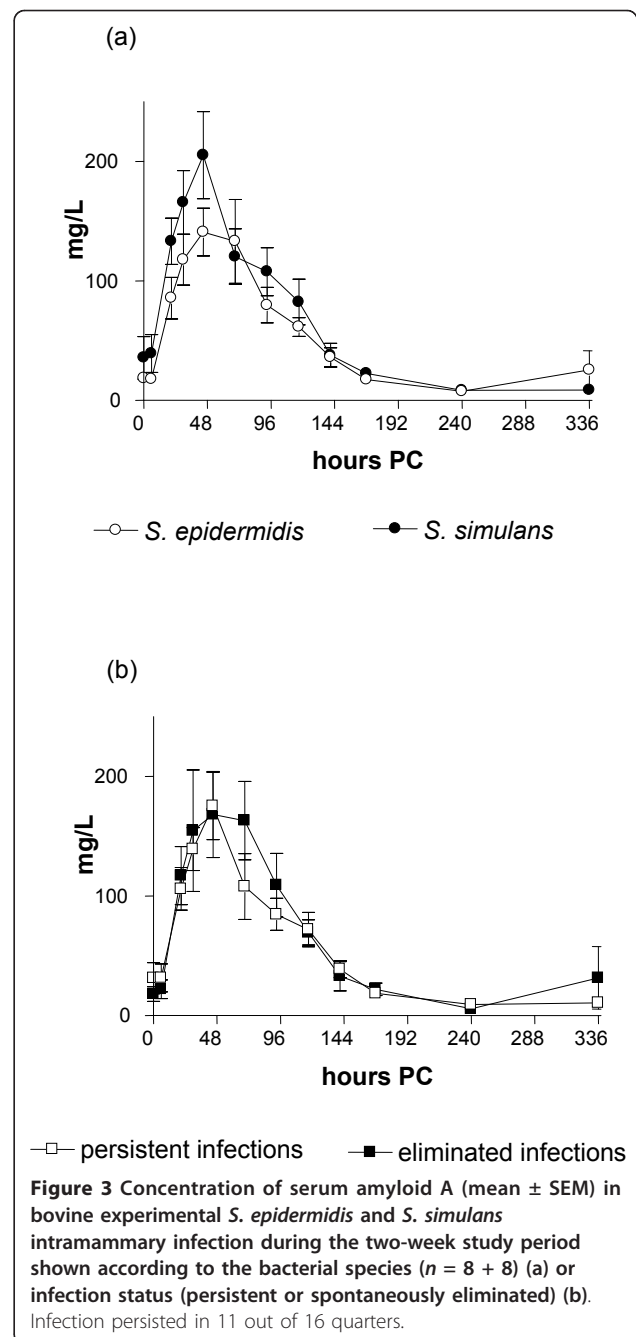 (a)
200
100
0
mg/L
0 48 96 144 192 240 288 336
hours PC
S. epidermidis S. simulans
(b)
200
100
0
mg/L
0 48 96 144 192 240 288 336
hours PC
persistent infections eliminated infections
Figure 3 Concentration of serum amyloid A (mean ± SEM) in
bovine experimental S. epidermidis and S. simulans
intramammary infection during the two-week study period
shown according to the bacterial species (n = 8 + 8) (a) or
infection status (persistent or spontaneously eliminated) (b).
Infection persisted in 11 out of 16 quarters.